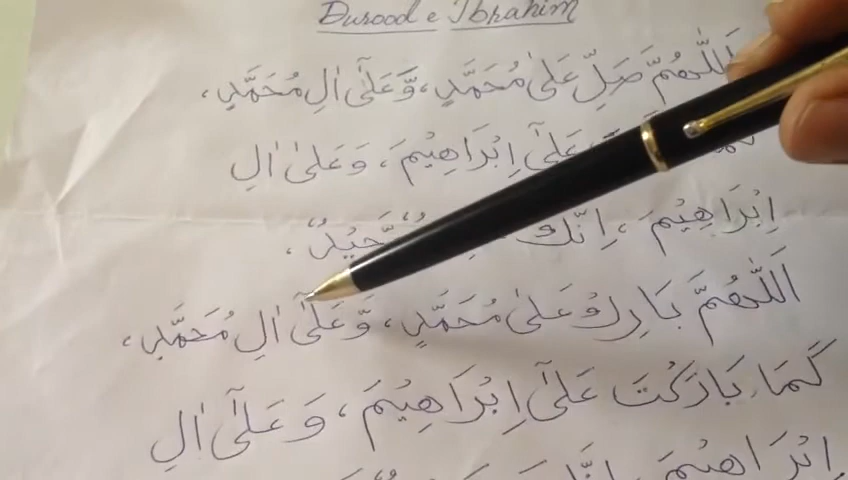 Durood e Ibrahim
اَللّٰهُمَّ صَلِّ عَلٰى مُحَمَّدٍ، وَّعَلٰٓى اٰلِ مُحَمَّدٍ،
عَلٰٓى اِبْرَاهِيْمَ، وَعَلٰٓى اٰلِ
اِبْرَاهِيْمَ، اِنَّكَ
اَللّٰهُمَّ بَارِكْ عَلٰى مُحَمَّدٍ، وَّعَلٰٓى اٰلِ مُحَمَّدٍ،
كَمَا بَارَكْتَ عَلٰٓى اِبْرَاهِيْمَ، وَعَلٰٓى اٰلِ
اِبْرَاهِيْمَ